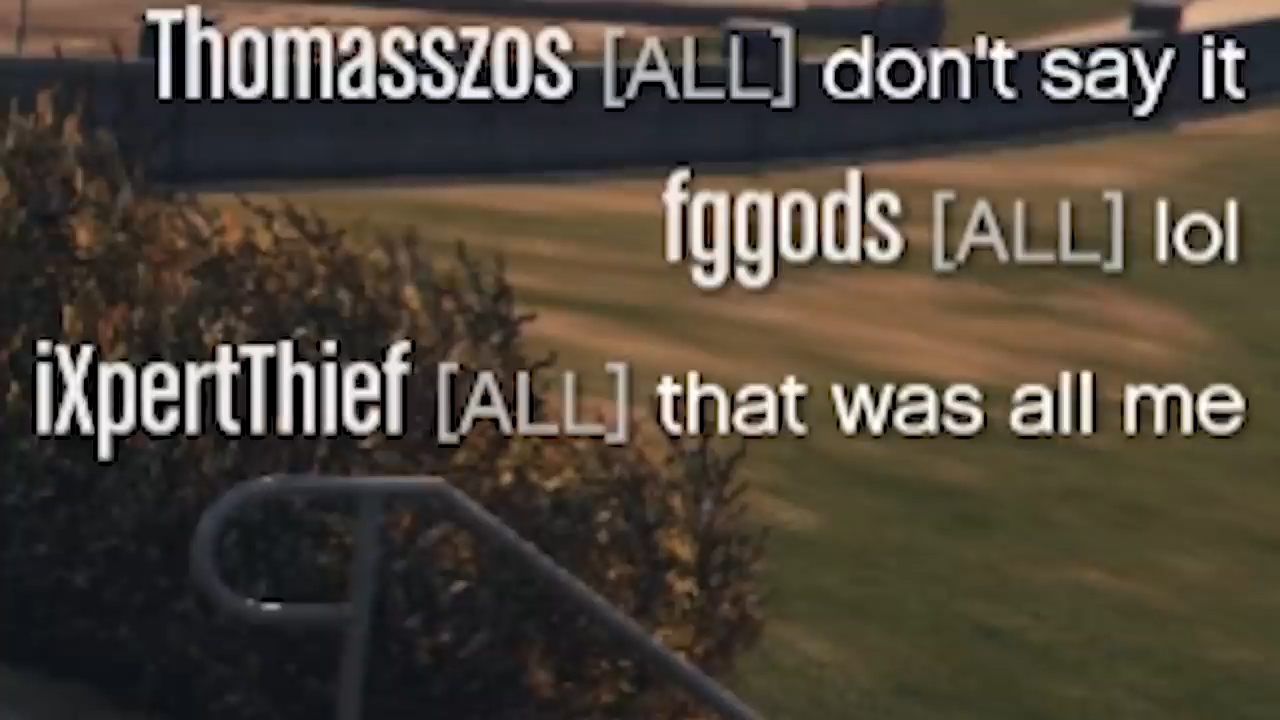 Thomasszos [ALL] don't say it
fggods [ALL] lol
iXpertThief [ALL] that was all me